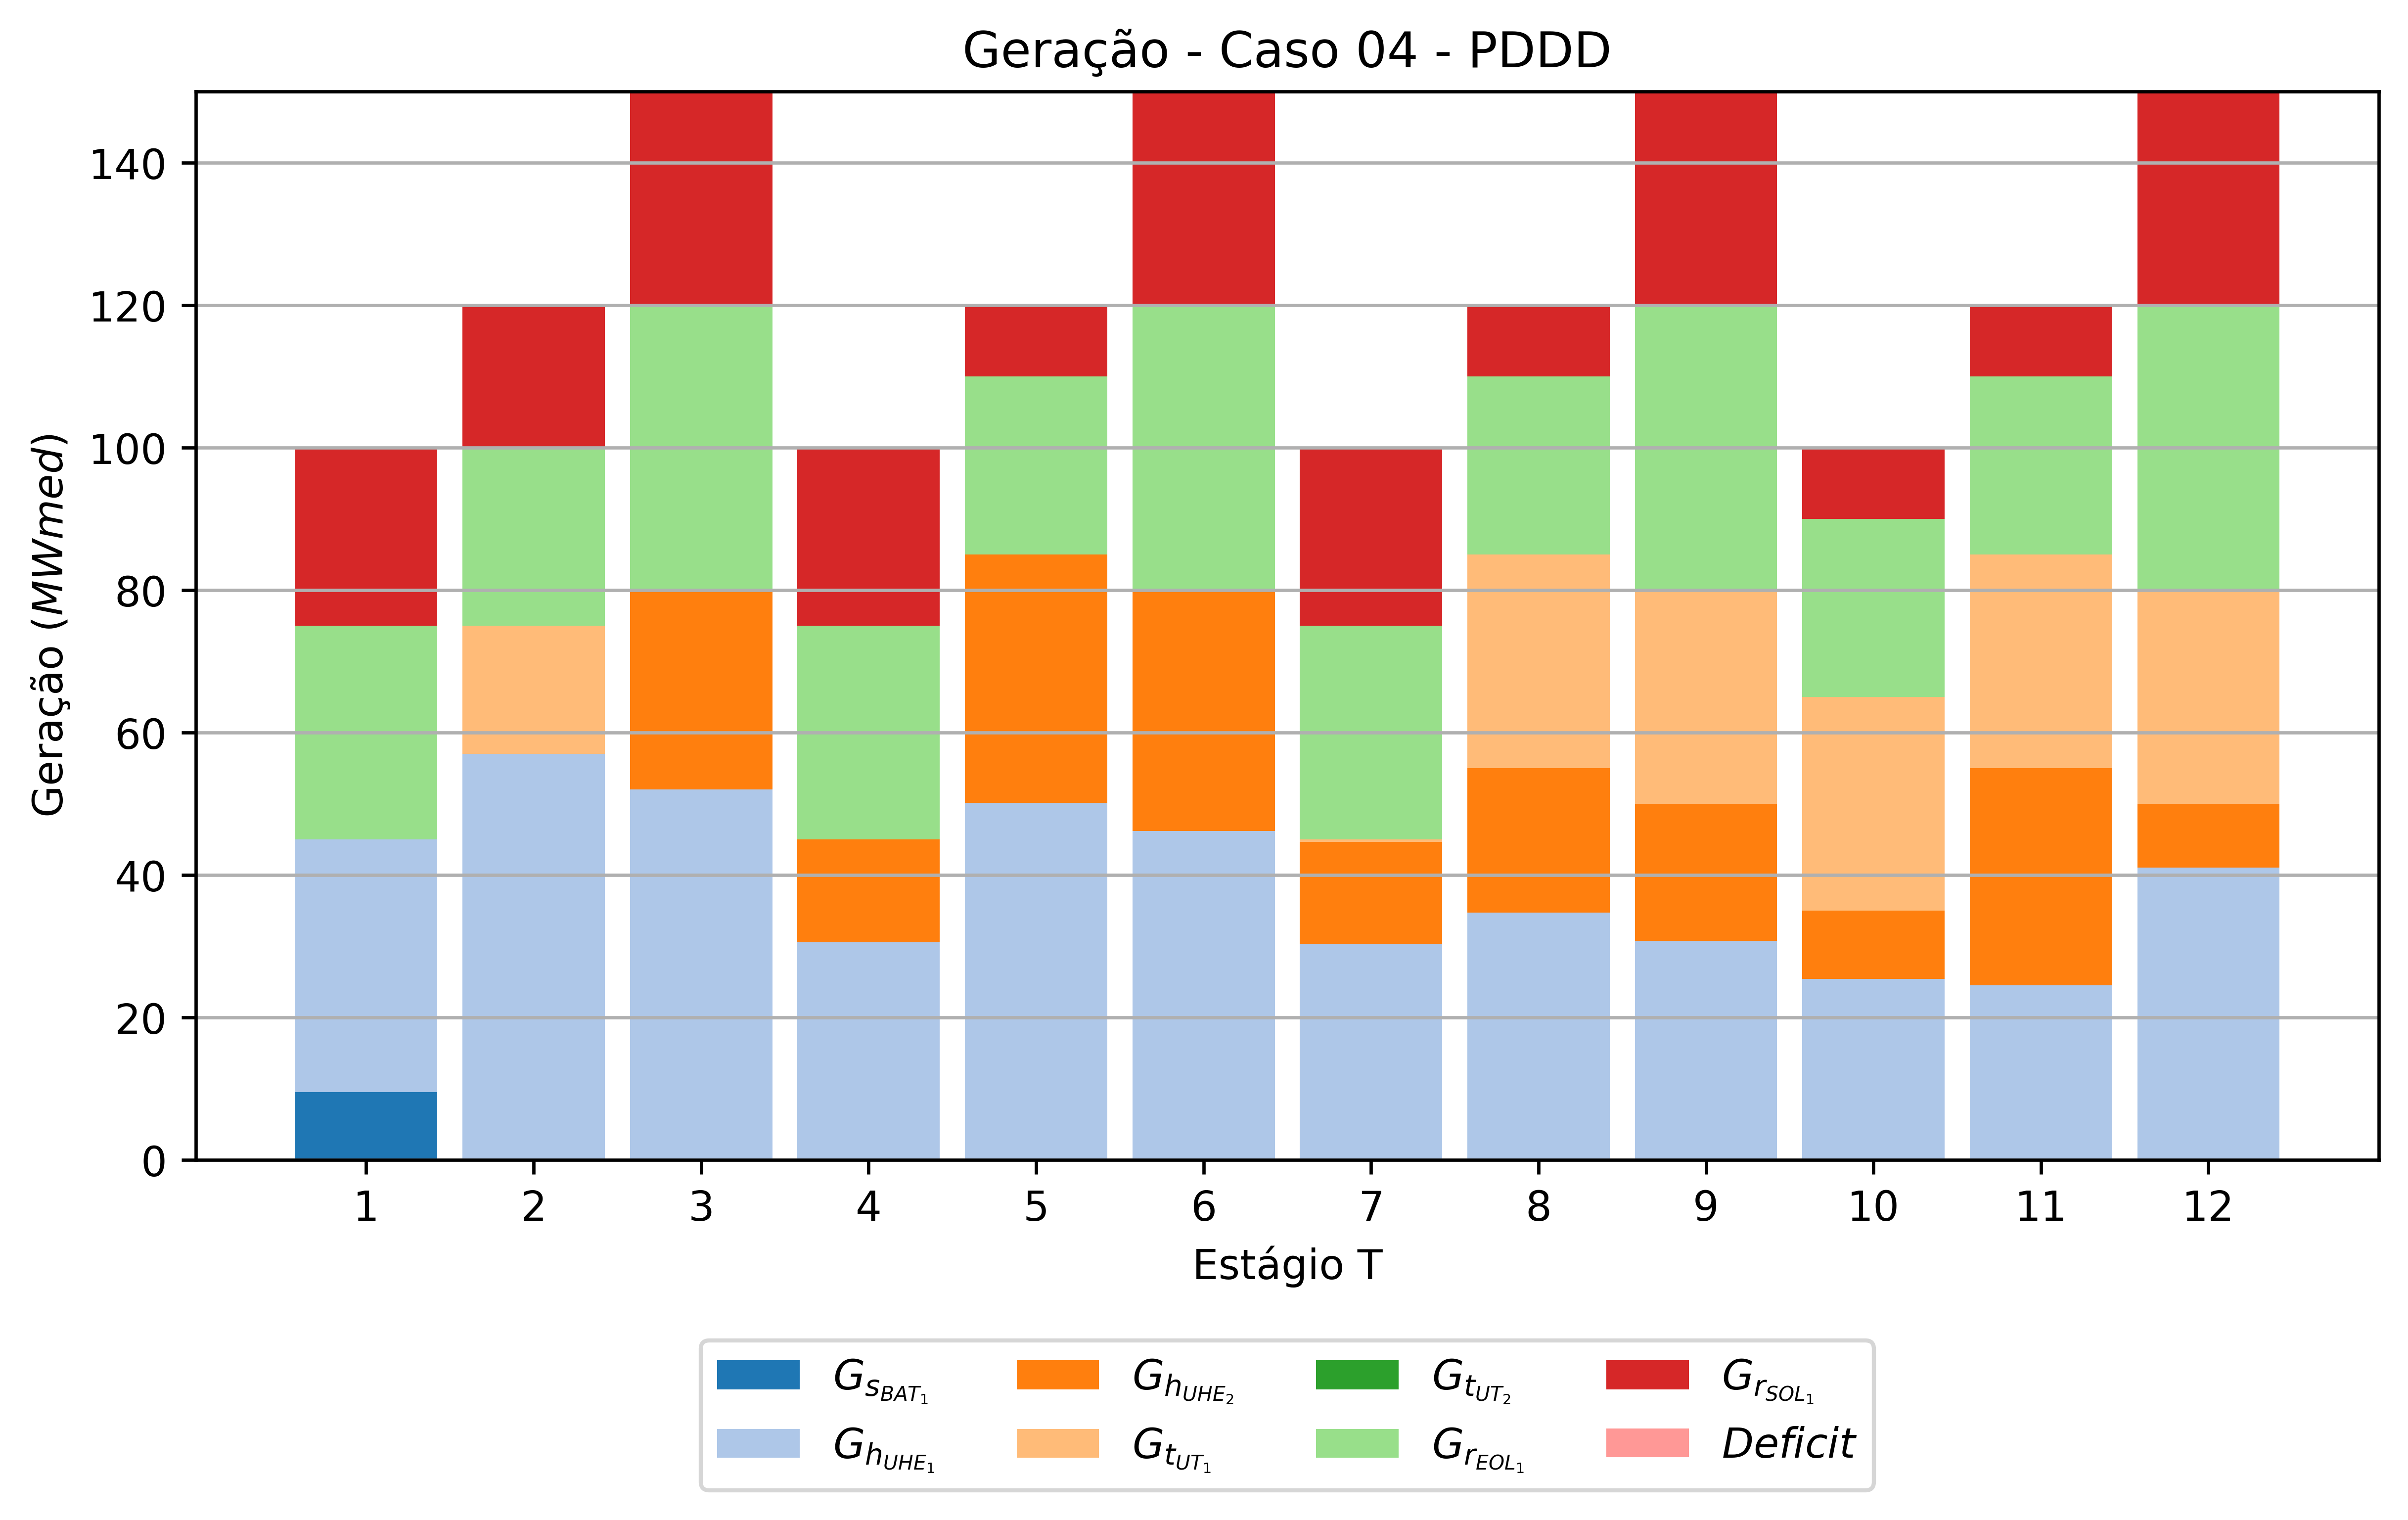 Geração - Caso 04 - PDDD
Geração (MWmed)
140
120
100
80
60
40
20
0
1 2 3 4 5 6 7 8 9 10 11 12
Estágio T
G_{s_{BAT_1}} G_{h_{UHE_2}} G_{t_{UT_2}} G_{r_{SOL_1}}
G_{h_{UHE_1}} G_{t_{UT_1}} G_{r_{EOL_1}} Deficit